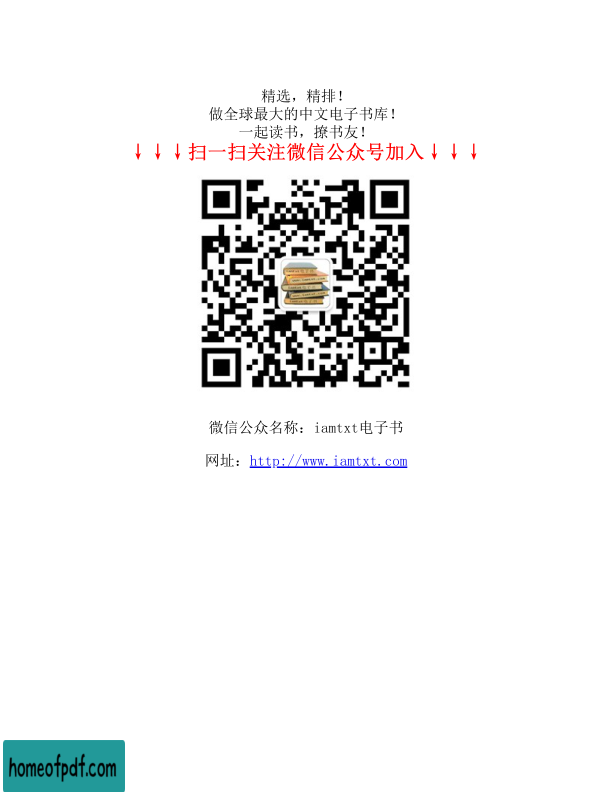 精选，精排！
做全球最大的中文电子书库！
一起读书，撩书友！
↓↓↓扫一扫关注微信公众号加入↓↓↓
微信公众名称：iamtxt电子书
网址：http://www.iamtxt.com
homeofpdf.com